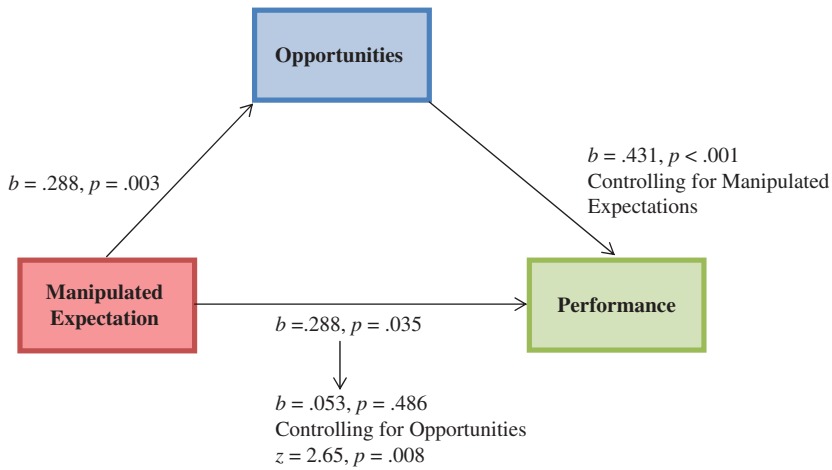 Opportunities
b = .288, p = .003
b = .431, p < .001
Controlling for Manipulated
Expectations
Manipulated
Expectation
Performance
b =.288, p = .035
b = .053, p = .486
Controlling for Opportunities
z = 2.65, p = .008